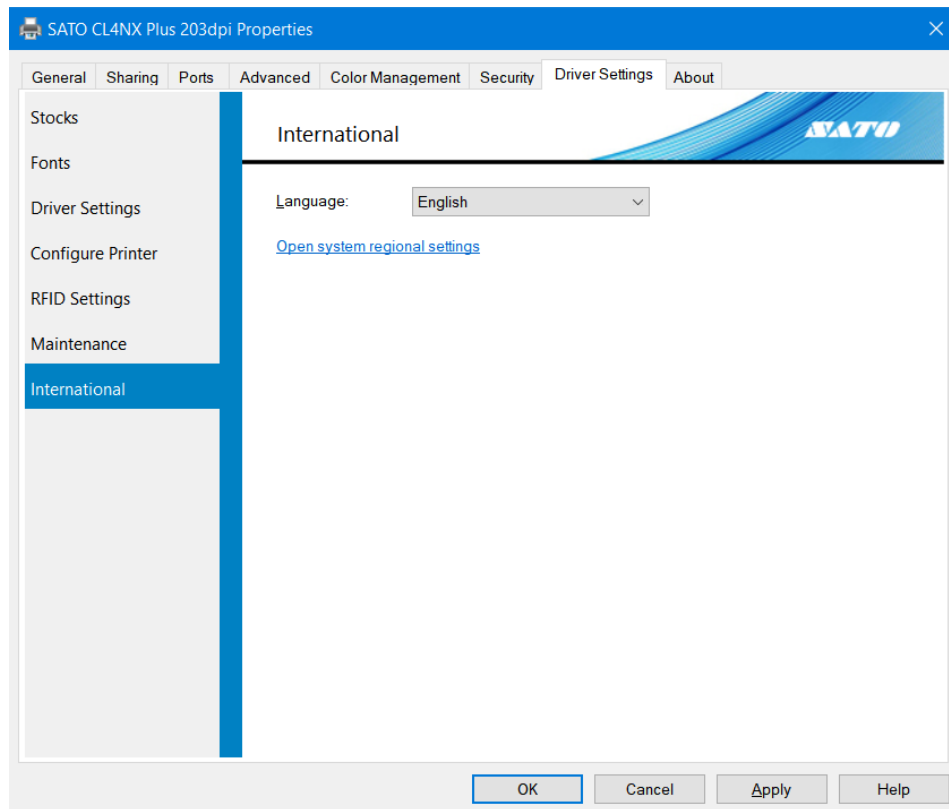 SATO CL4NX Plus 203dpi Properties
General Sharing Ports Advanced Color Management Security Driver Settings About
Stocks
Fonts
Driver Settings
Configure Printer
RFID Settings
Maintenance
International
International
SATO
Language: English
Open system regional settings
OK Cancel Apply Help